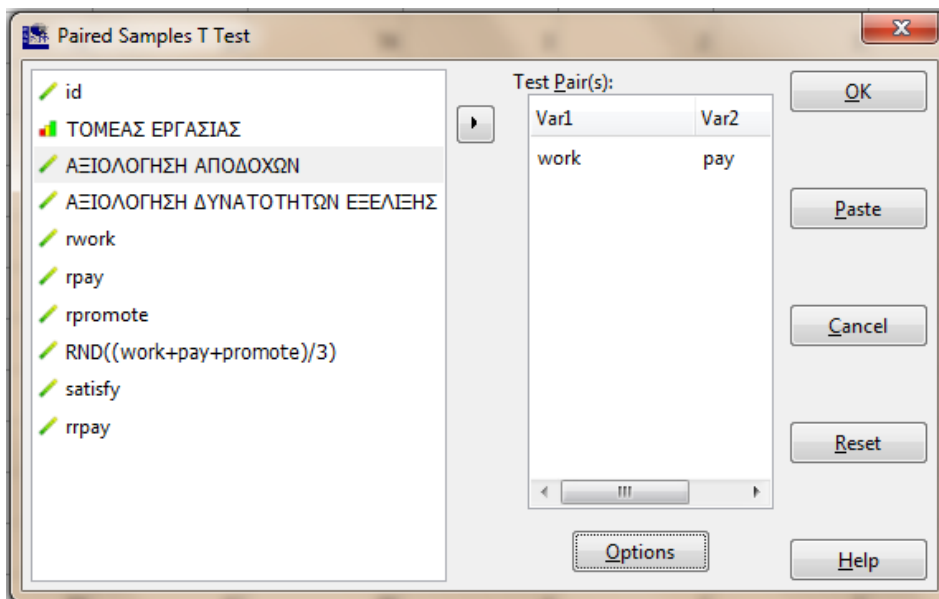 Paired Samples T Test
id
ΤΟΜΕΑΣ ΕΡΓΑΣΙΑΣ
ΑΞΙΟΛΟΓΗΣΗ ΑΠΟΔΟΧΩΝ
ΑΞΙΟΛΟΓΗΣΗ ΔΥΝΑΤΟΤΗΤΩΝ ΕΞΕΛΙΞΗΣ
rwork
rpay
rpromote
RND((work+pay+promote)/3)
satisfy
rrpay
Test Pair(s):
Var1 Var2
work pay
Options
OK
Paste
Cancel
Reset
Help